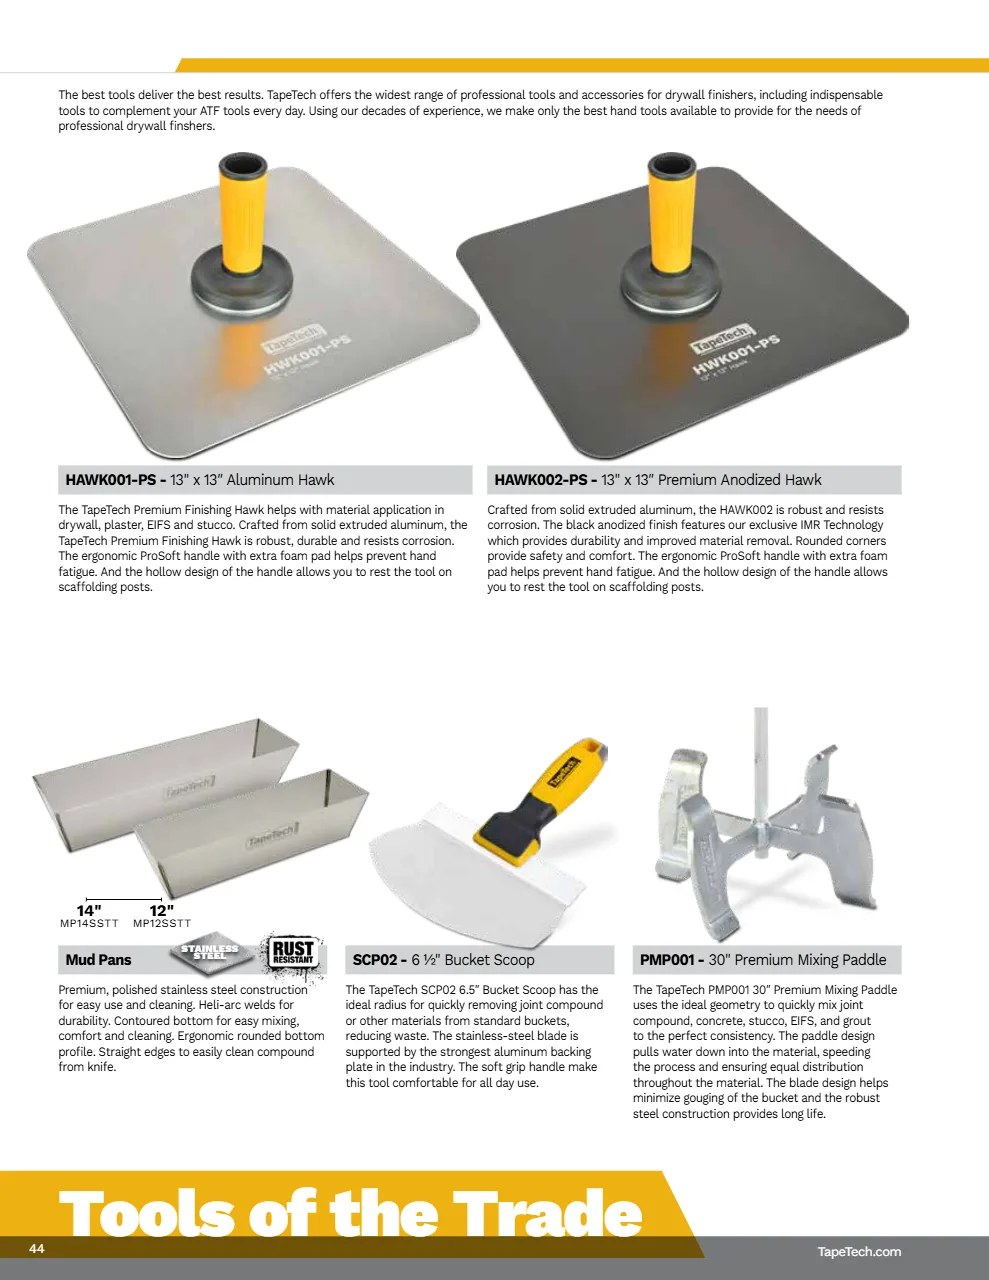 The best tools deliver the best results. TapeTech offers the widest range of professional tools and accessories for drywall finishers, including indispensable
tools to complement your ATF tools every day. Using our decades of experience, we make only the best hand tools available to provide for the needs of
professional drywall finshers.
TapeTech
HWK001-PS
13" x 13" Hawk
TapeTech
HWK001-PS
13" x 13" Hawk
HAWK001-PS - 13" x 13" Aluminum Hawk
The TapeTech Premium Finishing Hawk helps with material application in
drywall, plaster, EIFS and stucco. Crafted from solid extruded aluminum, the
TapeTech Premium Finishing Hawk is robust, durable and resists corrosion.
The ergonomic ProSoft handle with extra foam pad helps prevent hand
fatigue. And the hollow design of the handle allows you to rest the tool on
scaffolding posts.
HAWK002-PS - 13" x 13" Premium Anodized Hawk
Crafted from solid extruded aluminum, the HAWK002 is robust and resists
corrosion. The black anodized finish features our exclusive IMR Technology
which provides durability and improved material removal. Rounded corners
provide safety and comfort. The ergonomic ProSoft handle with extra foam
pad helps prevent hand fatigue. And the hollow design of the handle allows
you to rest the tool on scaffolding posts.
TapeTech
TapeTech
14" 12"
MP14SSTT MP12SSTT
Mud Pans
STAINLESS
STEEL
RUST
RESISTANT
Premium, polished stainless steel construction
for easy use and cleaning. Heli-arc welds for
durability. Contoured bottom for easy mixing,
comfort and cleaning. Ergonomic rounded bottom
profile. Straight edges to easily clean compound
from knife.
TapeTech
SCP02 - 6 ½" Bucket Scoop
The TapeTech SCP02 6.5" Bucket Scoop has the
ideal radius for quickly removing joint compound
or other materials from standard buckets,
reducing waste. The stainless-steel blade is
supported by the strongest aluminum backing
plate in the industry. The soft grip handle make
this tool comfortable for all day use.
PMP001 - 30" Premium Mixing Paddle
The TapeTech PMP001 30" Premium Mixing Paddle
uses the ideal geometry to quickly mix joint
compound, concrete, stucco, EIFS, and grout
to the perfect consistency. The paddle design
pulls water down into the material, speeding
the process and ensuring equal distribution
throughout the material. The blade design helps
minimize gouging of the bucket and the robust
steel construction provides long life.
Tools of the Trade
44
TapeTech.com